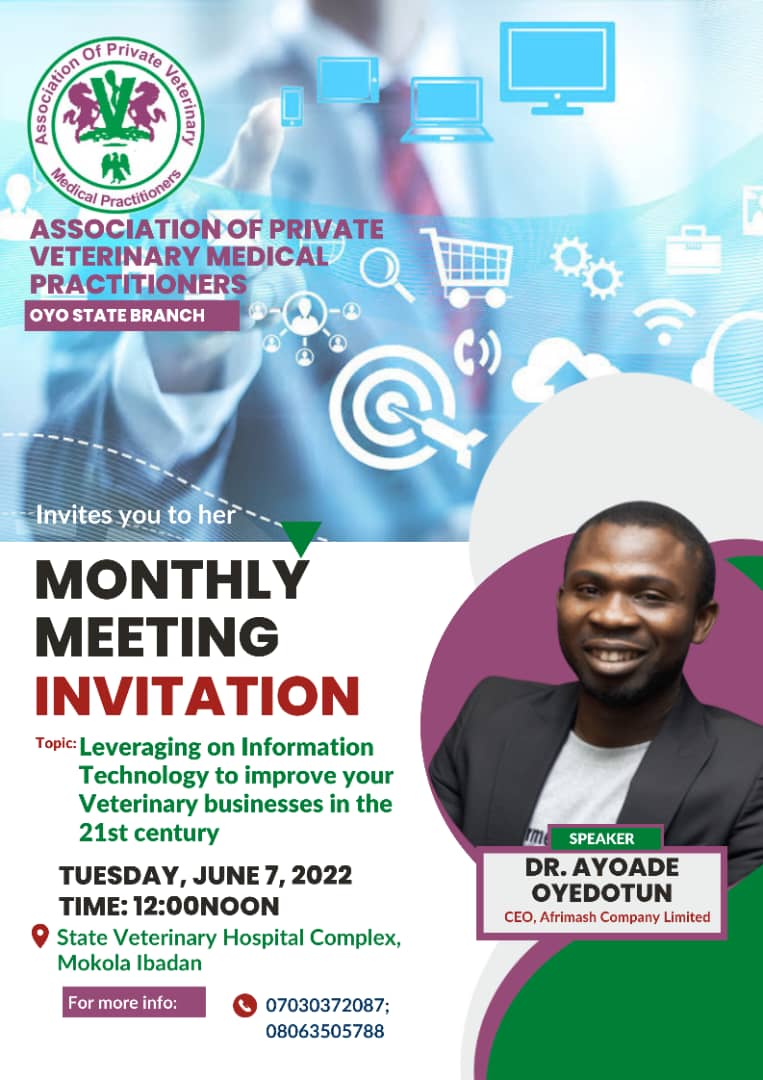 Association Of Private Veterinary
Medical Practitioners
ASSOCIATION OF PRIVATE
VETERINARY MEDICAL
PRACTITIONERS
OYO STATE BRANCH
Invites you to her
MONTHLY
MEETING
INVITATION
Topic: Leveraging on Information
Technology to improve your
Veterinary businesses in the
21st century
TUESDAY, JUNE 7, 2022
TIME: 12:00NOON
State Veterinary Hospital Complex,
Mokola Ibadan
For more info:
07030372087;
08063505788
SPEAKER
DR. AYOADE
OYEDOTUN
CEO, Afrimash Company Limited